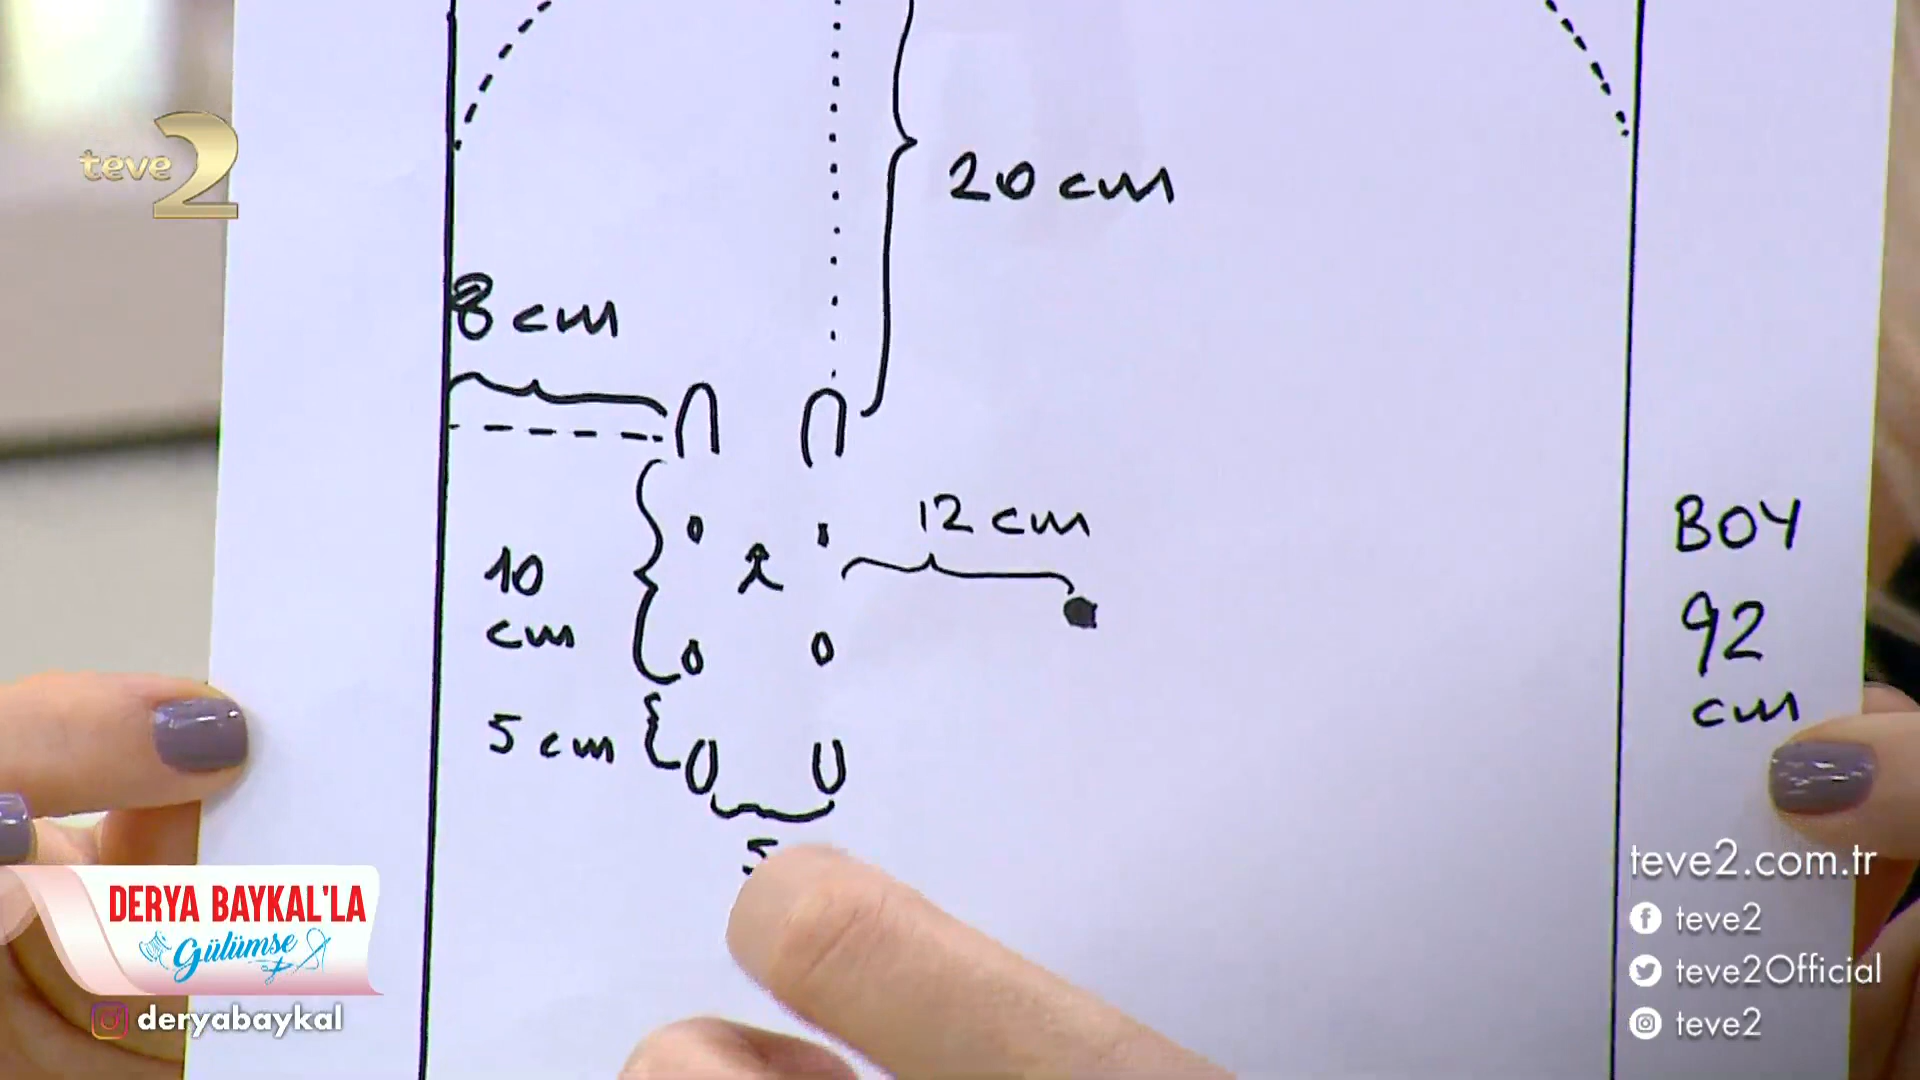 teve2
20 cm
8 cm
12 cm
10
cm
5 cm
5
BOY
92
cm
DERYA BAYKAL'LA
Gülümse
deryabaykal
teve2.com.tr
teve2
teve2Official
teve2